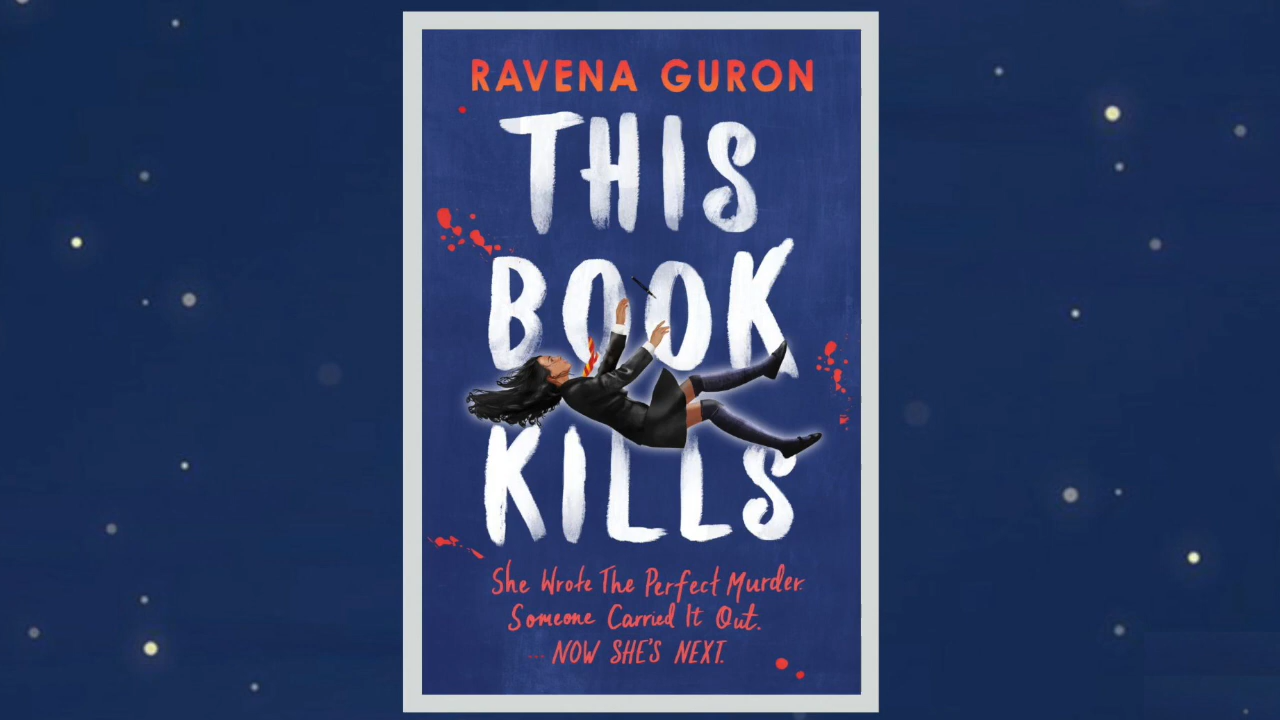 RAVENA GURON
THIS
BOOK
KILLS
She Wrote The Perfect Murder.
Someone Carried It Out.
... NOW SHE'S NEXT.